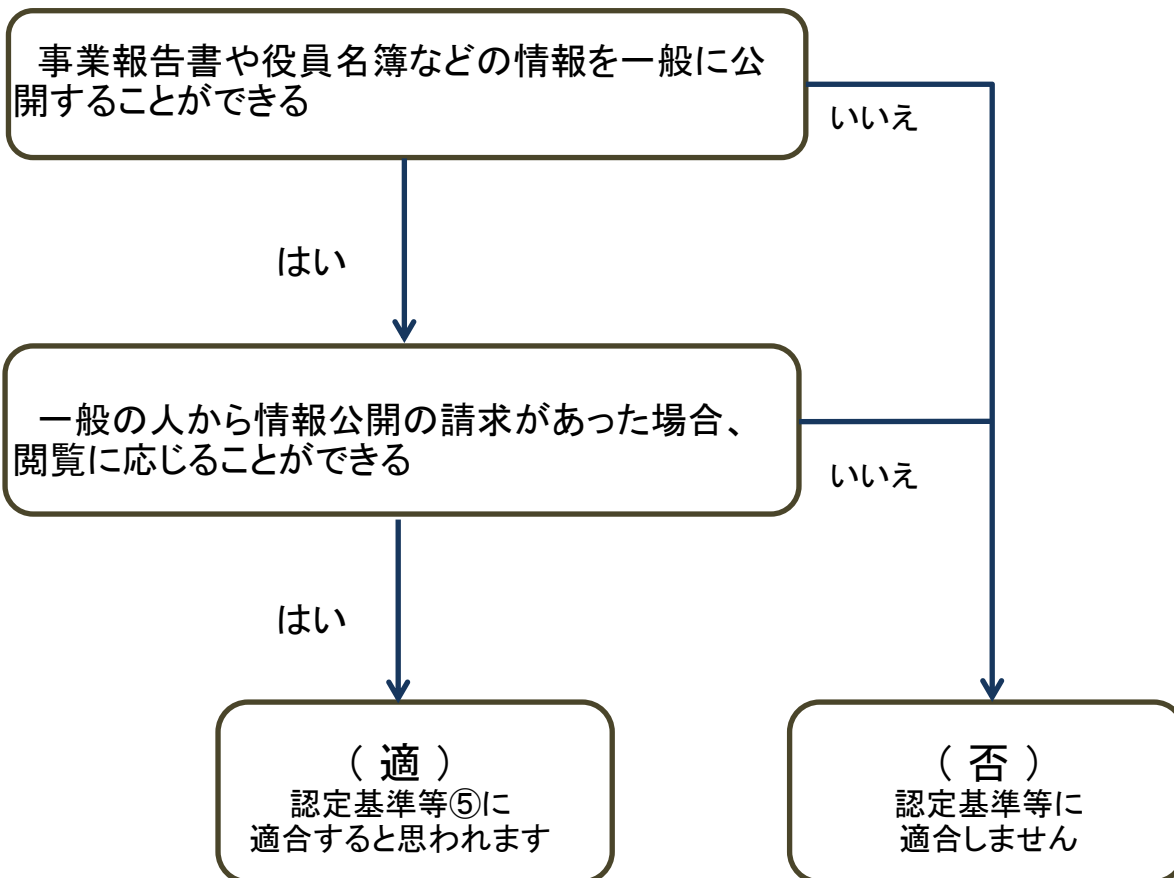 事業報告書や役員名簿などの情報を一般に公
開することができる
いいえ
はい
一般の人から情報公開の請求があった場合、
閲覧に応じることができる
いいえ
はい
（ 適 ）
認定基準等⑤に
適合すると思われます
（ 否 ）
認定基準等に
適合しません